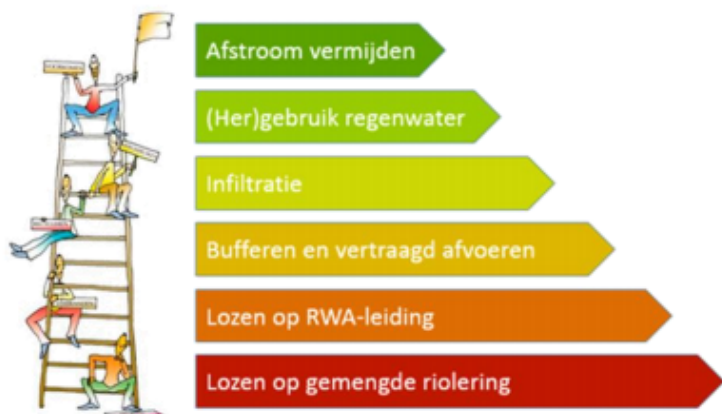 Afstroom vermijden
(Her)gebruik regenwater
Infiltratie
Bufferen en vertraagd afvoeren
Lozen op RWA-leiding
Lozen op gemengde riolering